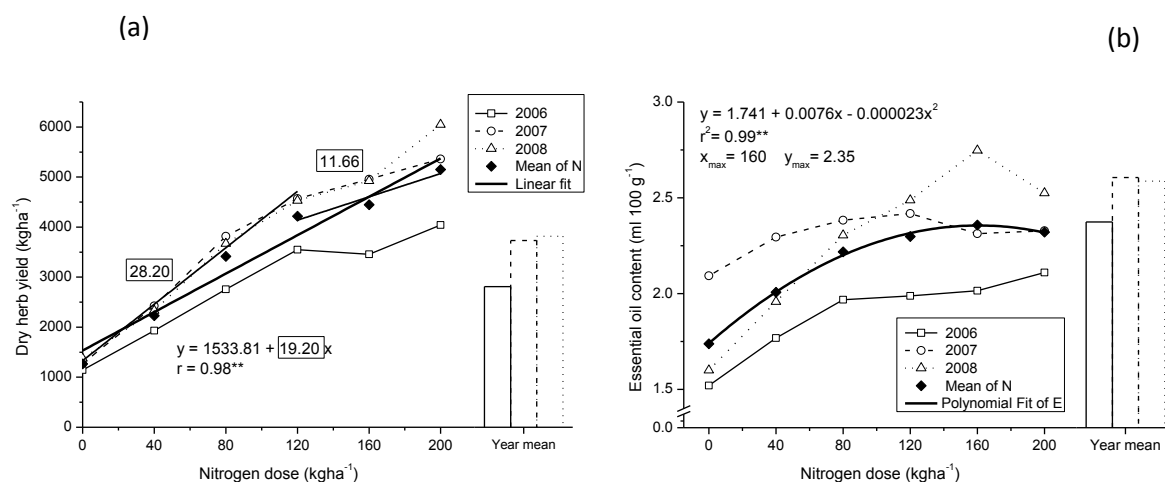 (a)
Dry herb yield (kgha⁻¹)
6000
5000
4000
3000
2000
1000
0
28.20
11.66
y = 1533.81 + 19.20 x
r = 0.98**
2006
2007
2008
Mean of N
Linear fit
0 40 80 120 160 200
Year mean
Nitrogen dose (kgha⁻¹)
(b)
Essential oil content (ml 100 g⁻¹)
3.0
2.5
2.0
1.5
0.0
y = 1.741 + 0.0076x - 0.000023x²
r²= 0.99**
xmax = 160 ymax = 2.35
2006
2007
2008
Mean of N
Polynomial Fit of E
0 40 80 120 160 200
Year mean
Nitrogen dose (kgha⁻¹)